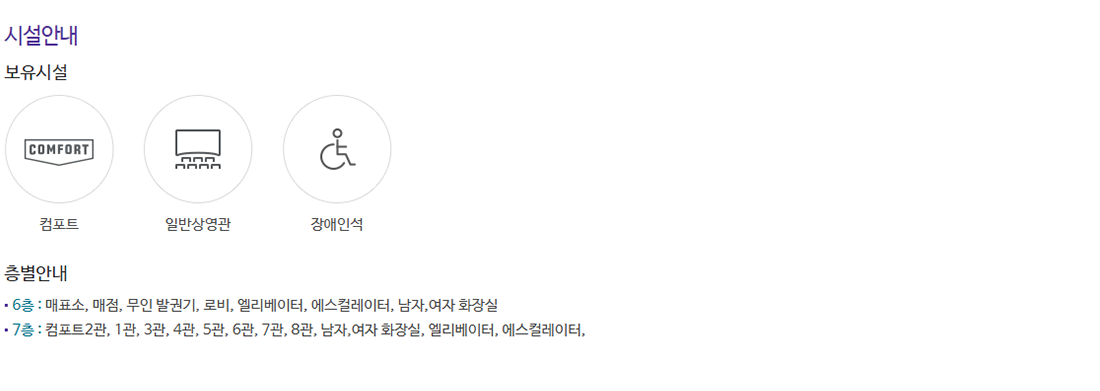 시설안내
보유시설
COMFORT
컴포트 일반상영관 장애인석
층별안내
▪ 6층 : 매표소, 매점, 무인 발권기, 로비, 엘리베이터, 에스컬레이터, 남자,여자 화장실
▪ 7층 : 컴포트2관, 1관, 3관, 4관, 5관, 6관, 7관, 8관, 남자,여자 화장실, 엘리베이터, 에스컬레이터,